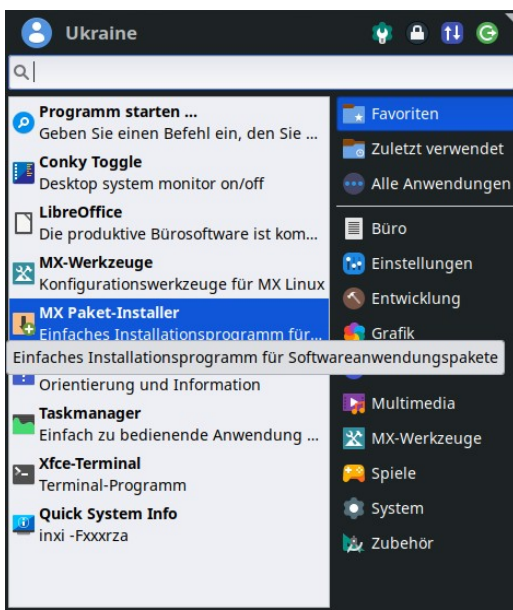 Ukraine
Programm starten ...
Geben Sie einen Befehl ein, den Sie ...
Conky Toggle
Desktop system monitor on/off
LibreOffice
Die produktive Bürosoftware ist kom...
MX-Werkzeuge
Konfigurationswerkzeuge für MX Linux
MX Paket-Installer
Einfaches Installationsprogramm für...
Einfaches Installationsprogramm für Softwareanwendungspakete
Orientierung und Information
Taskmanager
Einfach zu bedienende Anwendung ...
Xfce-Terminal
Terminal-Programm
Quick System Info
inxi -Fxxxrza
Favoriten
Zuletzt verwendet
Alle Anwendungen
Büro
Einstellungen
Entwicklung
Grafik
Multimedia
MX-Werkzeuge
Spiele
System
Zubehör